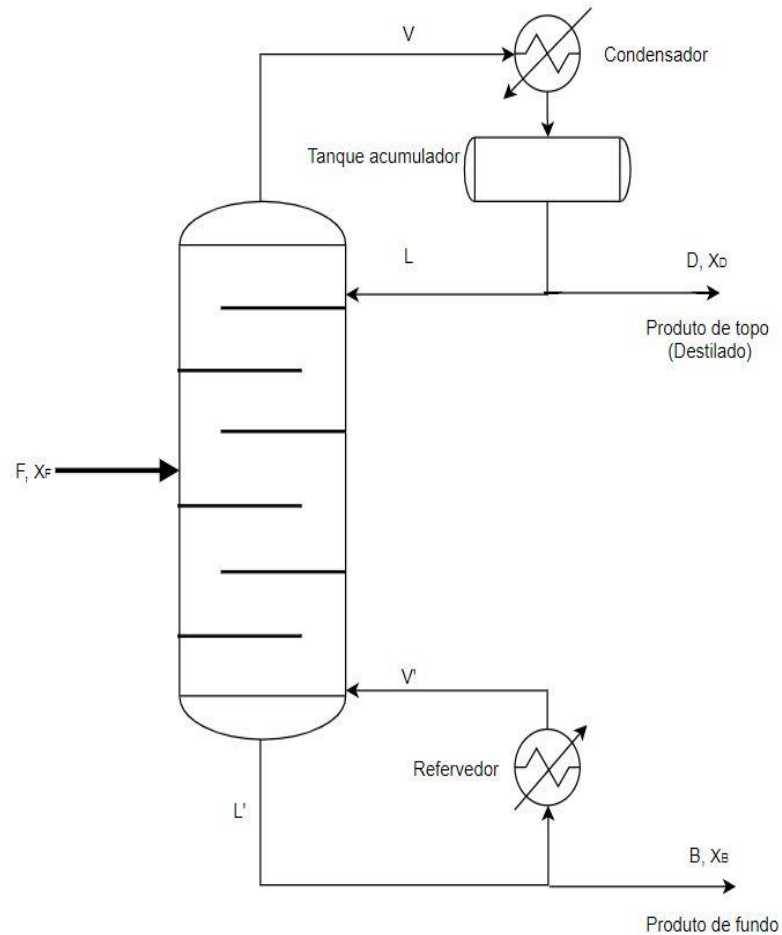 V
Condensador
Tanque acumulador
L
D, XD
Produto de topo
(Destilado)
F, XF
V'
Refervedor
L'
B, XB
Produto de fundo